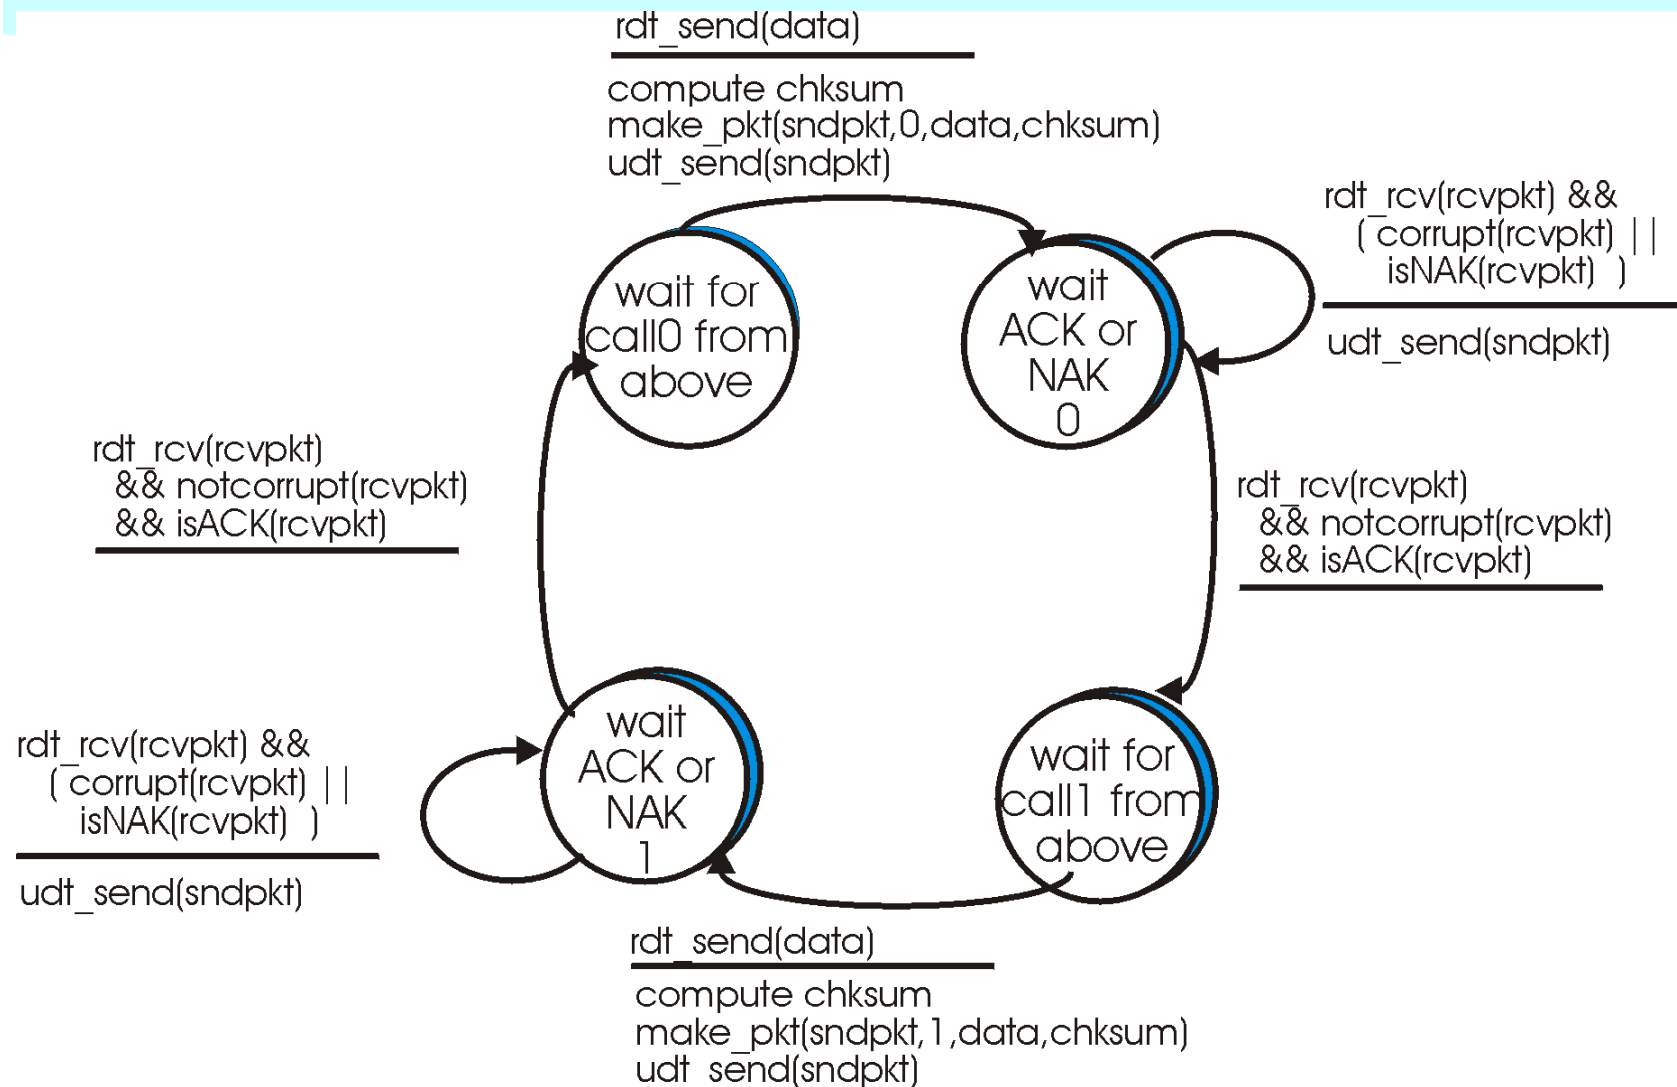 rdt_send(data)
compute chksum
make_pkt(sndpkt,0,data,chksum)
udt_send(sndpkt)
rdt_rcv(rcvpkt) &&
( corrupt(rcvpkt) ||
isNAK(rcvpkt) )
udt_send(sndpkt)
wait for
call0 from
above
wait
ACK or
NAK
0
rdt_rcv(rcvpkt)
&& notcorrupt(rcvpkt)
&& isACK(rcvpkt)
rdt_rcv(rcvpkt)
&& notcorrupt(rcvpkt)
&& isACK(rcvpkt)
rdt_rcv(rcvpkt) &&
( corrupt(rcvpkt) ||
isNAK(rcvpkt) )
udt_send(sndpkt)
wait
ACK or
NAK
1
wait for
call1 from
above
rdt_send(data)
compute chksum
make_pkt(sndpkt,1,data,chksum)
udt_send(sndpkt)